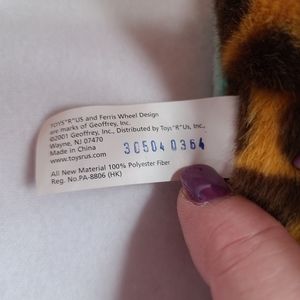 TOYS"R"US and Ferris Wheel Design
are marks of Geoffrey, Inc.
©2001 Geoffrey, Inc., Distributed by Toys"R"Us, Inc.,
Wayne, NJ 07470
Made in China 30504 0364
www.toysrus.com
All New Material 100% Polyester Fiber
Reg. No.PA-8806 (HK)